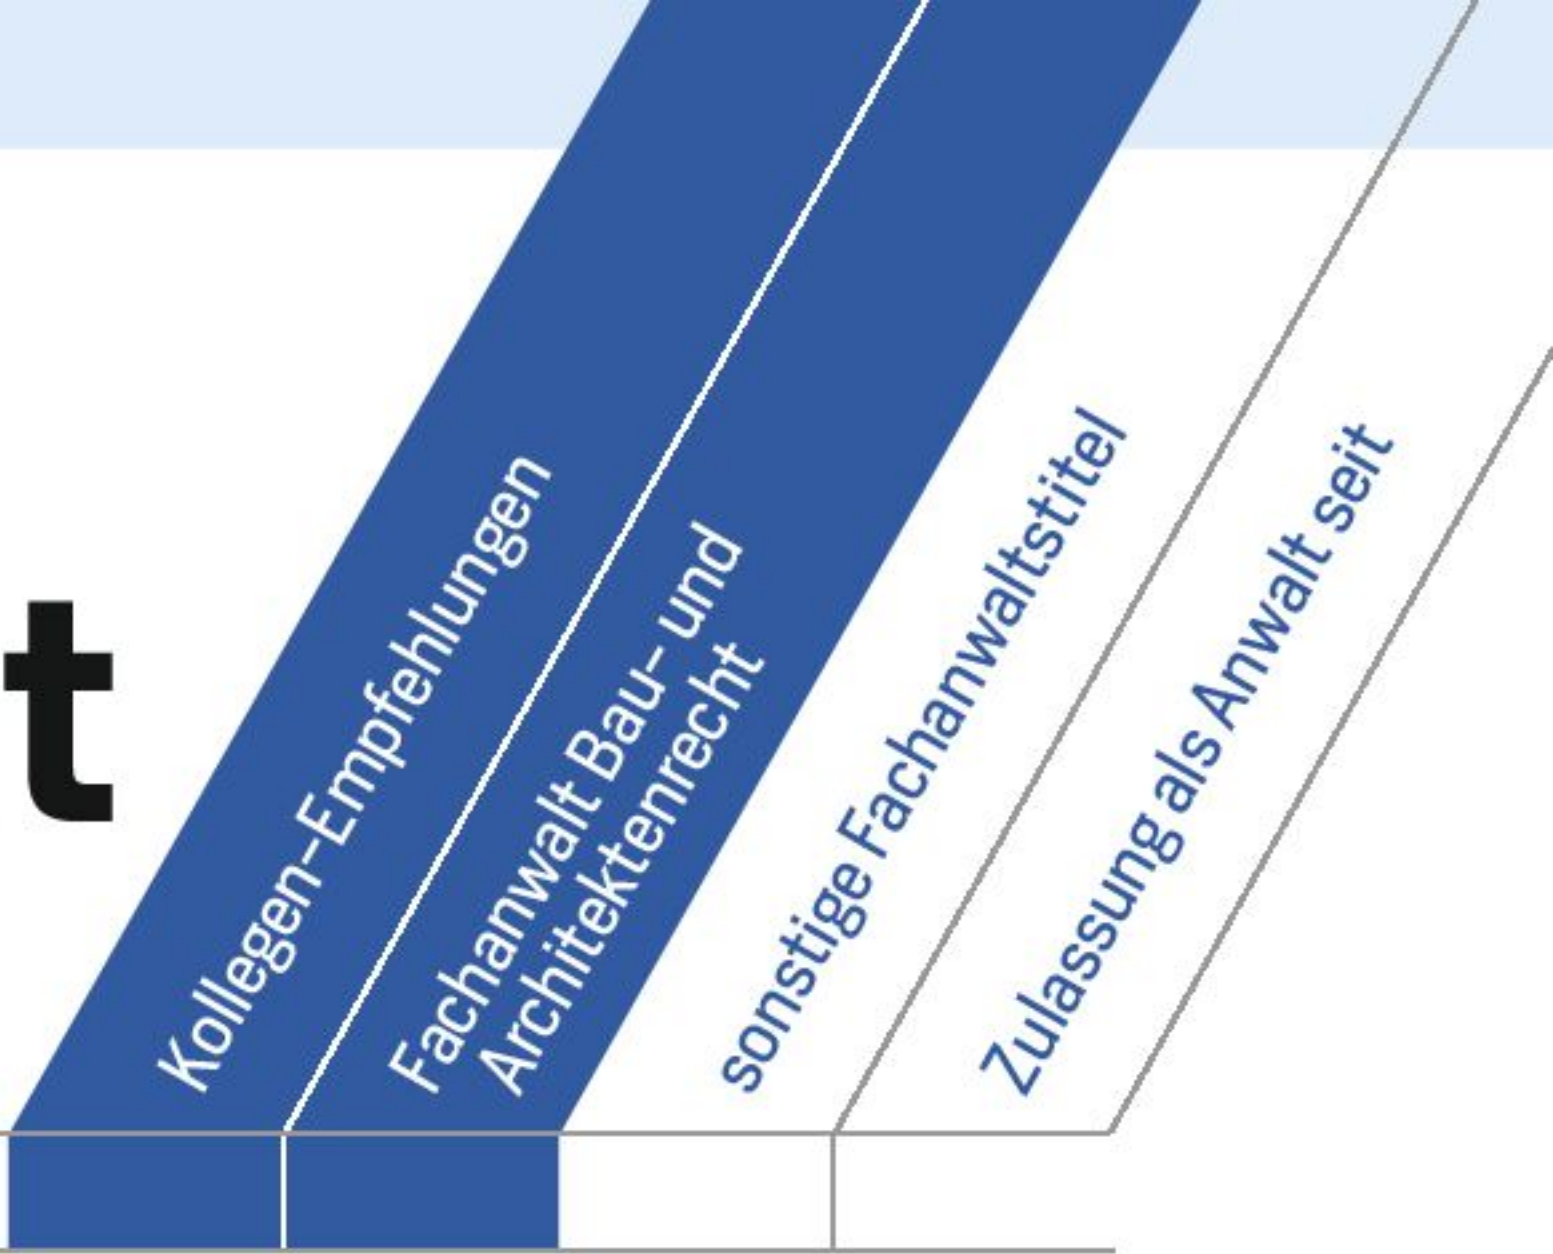 t
Kollegen-Empfehlungen
Fachanwalt Bau- und
Architektenrecht
sonstige Fachanwaltstitel
Zulassung als Anwalt seit